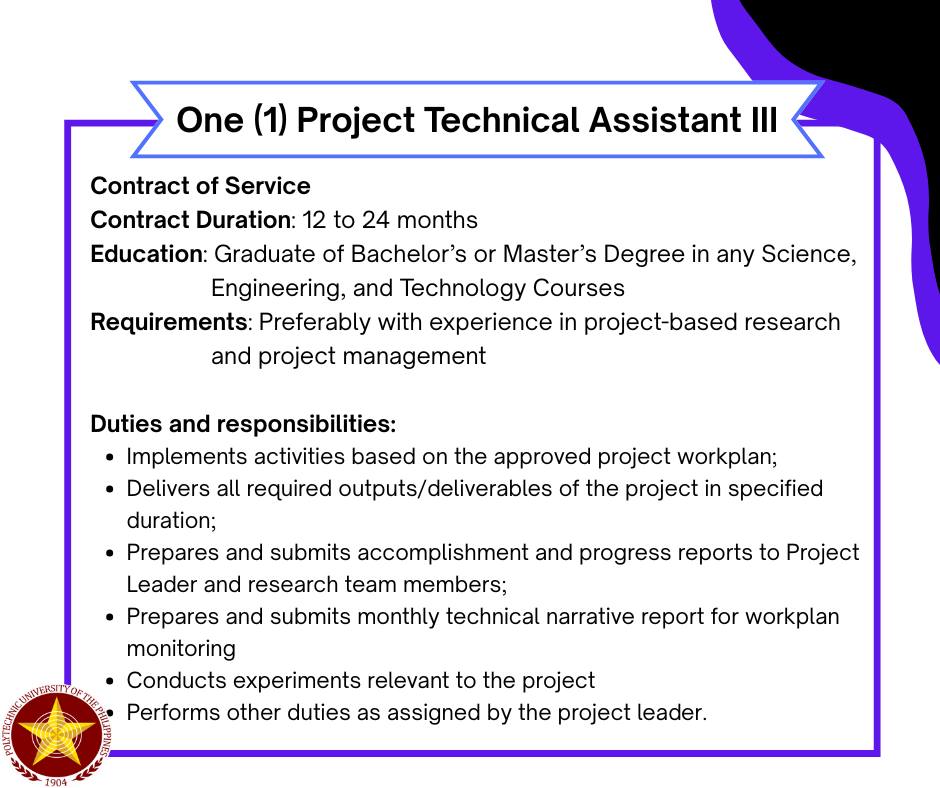 One (1) Project Technical Assistant III
Contract of Service
Contract Duration: 12 to 24 months
Education: Graduate of Bachelor’s or Master’s Degree in any Science,
Engineering, and Technology Courses
Requirements: Preferably with experience in project-based research
and project management
Duties and responsibilities:
• Implements activities based on the approved project workplan;
• Delivers all required outputs/deliverables of the project in specified
duration;
• Prepares and submits accomplishment and progress reports to Project
Leader and research team members;
• Prepares and submits monthly technical narrative report for workplan
monitoring
• Conducts experiments relevant to the project
• Performs other duties as assigned by the project leader.
POLYTECHNIC UNIVERSITY OF THE PHILIPPINES
1904